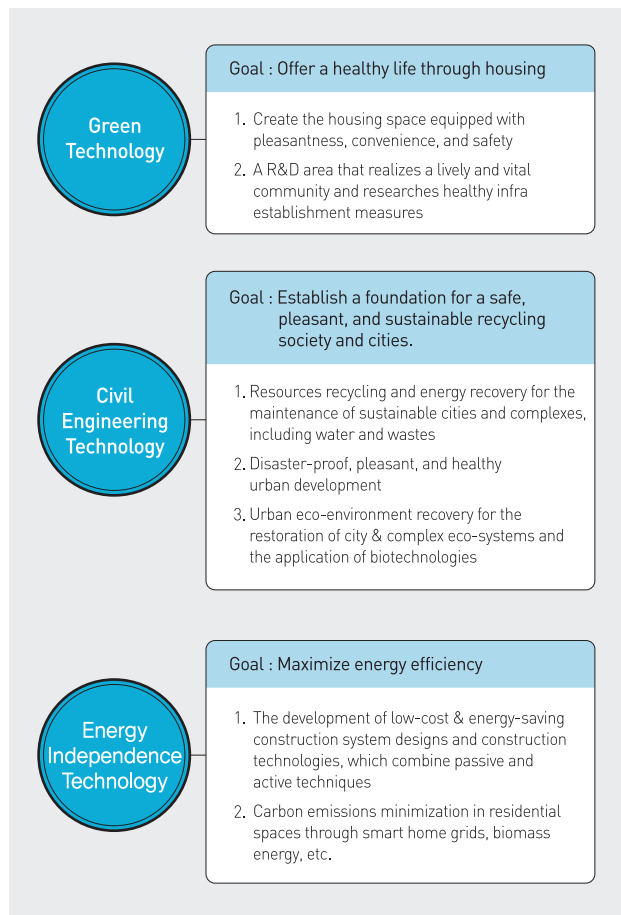 Green
Technology
Goal : Offer a healthy life through housing
1. Create the housing space equipped with
pleasantness, convenience, and safety
2. A R&D area that realizes a lively and vital
community and researches healthy infra
establishment measures
Civil
Engineering
Technology
Goal : Establish a foundation for a safe,
pleasant, and sustainable recycling
society and cities.
1. Resources recycling and energy recovery for the
maintenance of sustainable cities and complexes,
including water and wastes
2. Disaster-proof, pleasant, and healthy
urban development
3. Urban eco-environment recovery for the
restoration of city & complex eco-systems and
the application of biotechnologies
Energy
Independence
Technology
Goal : Maximize energy efficiency
1. The development of low-cost & energy-saving
construction system designs and construction
technologies, which combine passive and
active techniques
2. Carbon emissions minimization in residential
spaces through smart home grids, biomass
energy, etc.